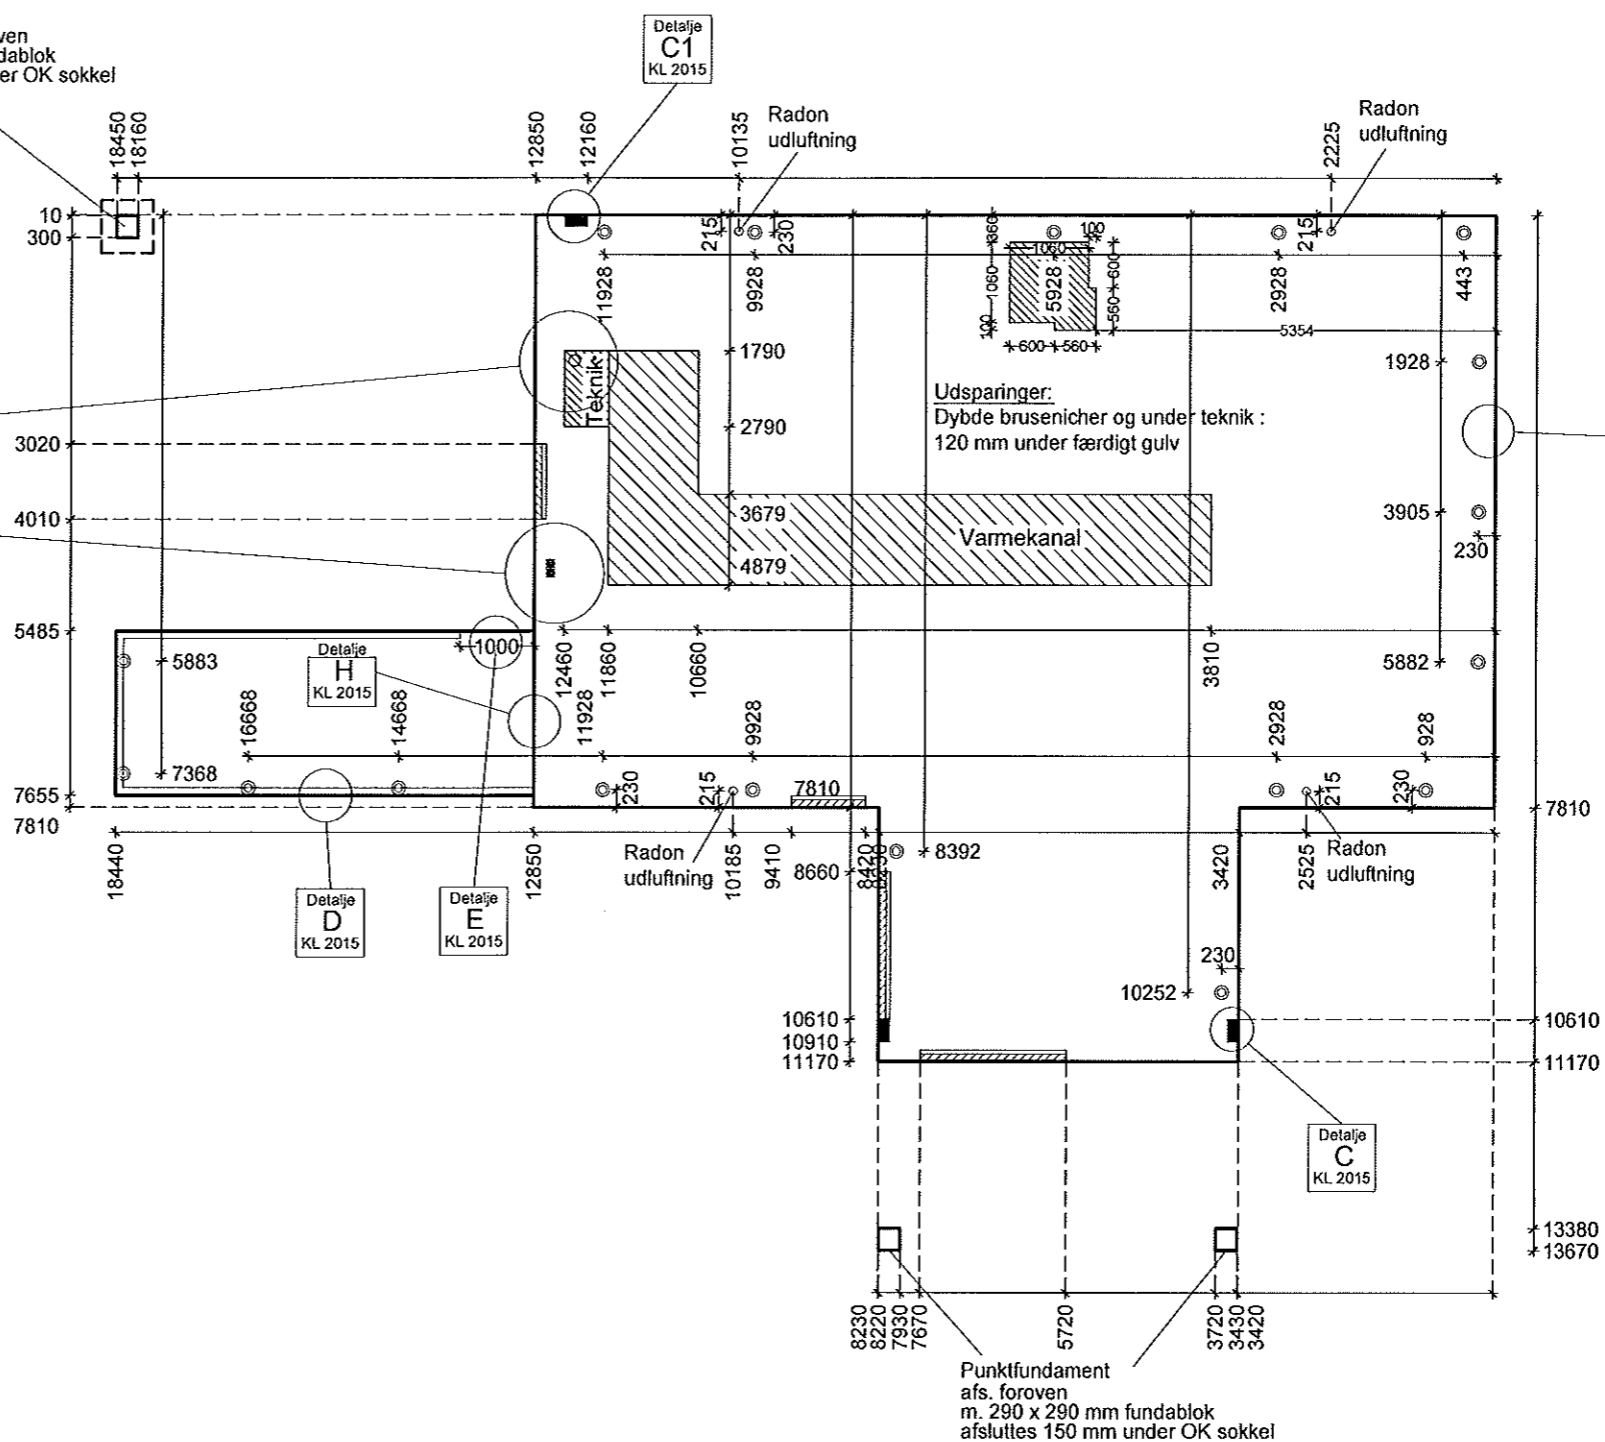 ven
dablok
er OK sokkel
Detalje
C1
KL 2015
Radon
udluftning
Radon
udluftning
18450
18160
12850
12160
10135
2225
10
300
215
230
360
100
1060
215
11928
9928
1060
5928
600
560
2928
443
100
600
560
5354
1790
1928
Teknik
Udsparinger:
Dybde brusenicher og under teknik :
120 mm under færdigt gulv
2790
3020
4010
3679
4879
Varmekanal
3905
230
5485
5883
1000
Detalje
H
KL 2015
12460
11860
10660
3810
5882
16668
14668
11928
9928
2928
928
7368
7655
7810
230
215
7810
215
230
7810
18440
12850
Radon
udluftning
10185
9410
8420
8230
8660
8392
3420
2525
Radon
udluftning
Detalje
D
KL 2015
Detalje
E
KL 2015
230
10252
10610
10910
11170
10610
11170
Detalje
C
KL 2015
13380
13670
8230
8220
7930
7670
5720
3720
3430
3420
Punktfundament
afs. foroven
m. 290 x 290 mm fundablok
afsluttes 150 mm under OK sokkel